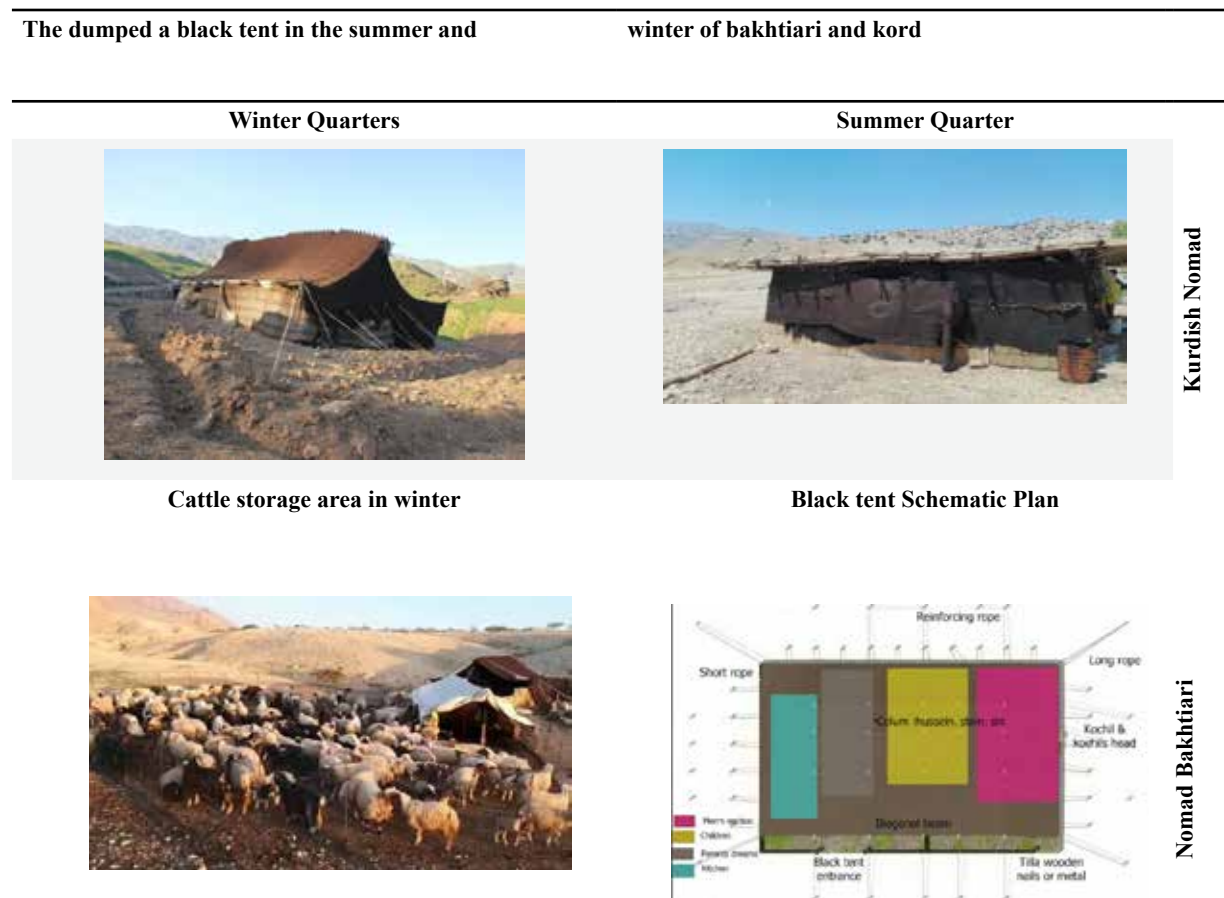 The dumped a black tent in the summer and winter of bakhtiari and kord
Winter Quarters
Summer Quarter
Kurdish Nomad
Cattle storage area in winter
Black tent Schematic Plan
Nomad Bakhtiari
Reinforcing rope
Short rope
Long rope
Kochil &
kochils head
Diagonal beam
Children
Kitchen
Black tent
entrance
Tilla wooden
nails or metal